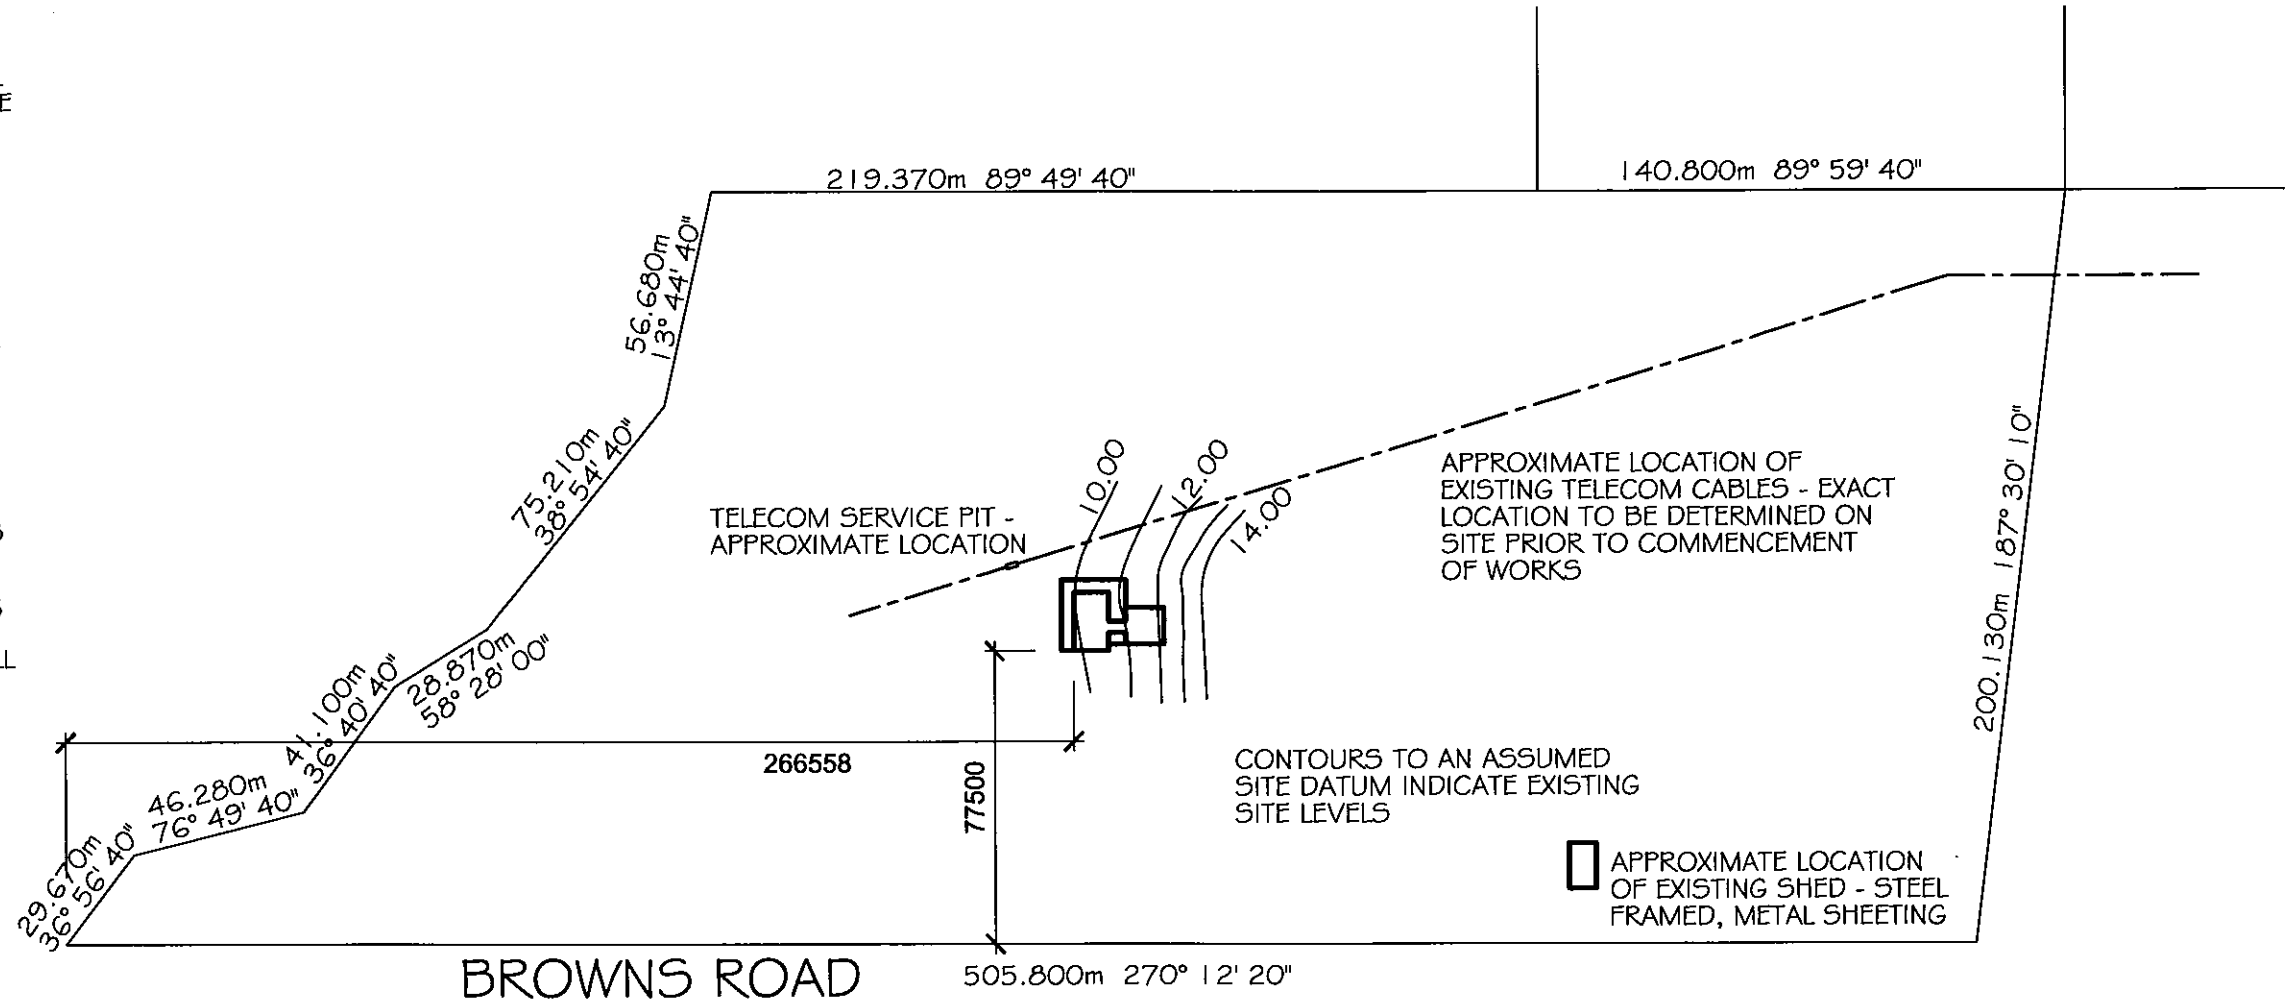 219.370m 89° 49' 40"
140.800m 89° 59' 40"
56.680m
13° 44' 40"
75.210m
38° 54' 40"
10.00
12.00
14.00
TELECOM SERVICE PIT -
APPROXIMATE LOCATION
APPROXIMATE LOCATION OF
EXISTING TELECOM CABLES - EXACT
LOCATION TO BE DETERMINED ON
SITE PRIOR TO COMMENCEMENT
OF WORKS
200.130m 187° 30' 10"
28.870m
58° 28' 00"
41.100m
36° 40' 40"
266558
77500
46.280m
76° 49' 40"
29.670m
36° 56' 40"
CONTOURS TO AN ASSUMED
SITE DATUM INDICATE EXISTING
SITE LEVELS
APPROXIMATE LOCATION
OF EXISTING SHED - STEEL
FRAMED, METAL SHEETING
BROWNS ROAD
505.800m 270° 12' 20"